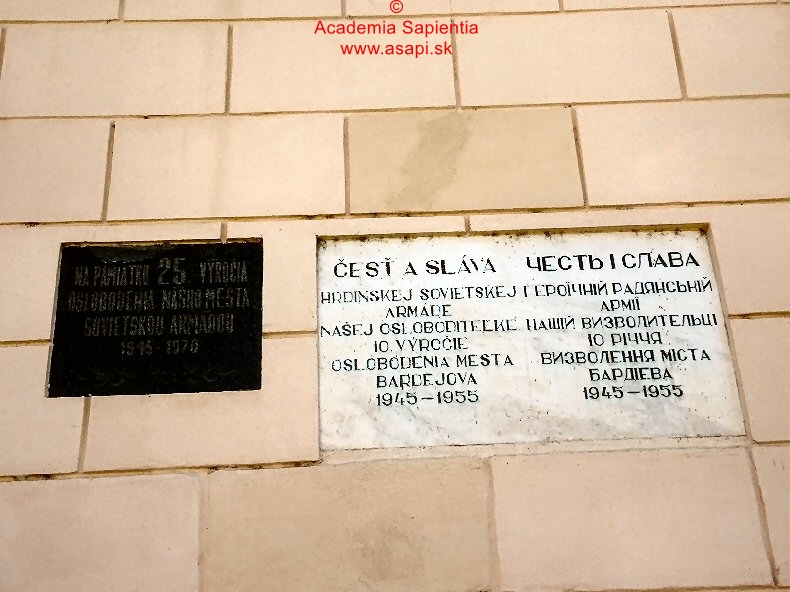 ©
Academia Sapientia
www.asapi.sk
NA PAMIATKU 25. VÝROČIA
OSLOBODENIA NÁŠHO MESTA
SOVIETSKOU ARMÁDOU
1945-1970
ČESŤ A SLÁVA
HRDINSKEJ SOVIETSKEJ
ARMÁDE
NAŠEJ OSLOBODITEĽKE
10. VÝROČIE
OSLOBODENIA MESTA
BARDEJOVA
1945-1955
ЧЕСТЬ І СЛАВА
ГЕРОЇЧНІЙ РАДЯНСЬКІЙ
АРМІЇ
НАШІЙ ВИЗВОЛИТЕЛЬЦІ
10 РІЧЧЯ
ВИЗВОЛЕННЯ МІСТА
БАРДІЕВА
1945-1955